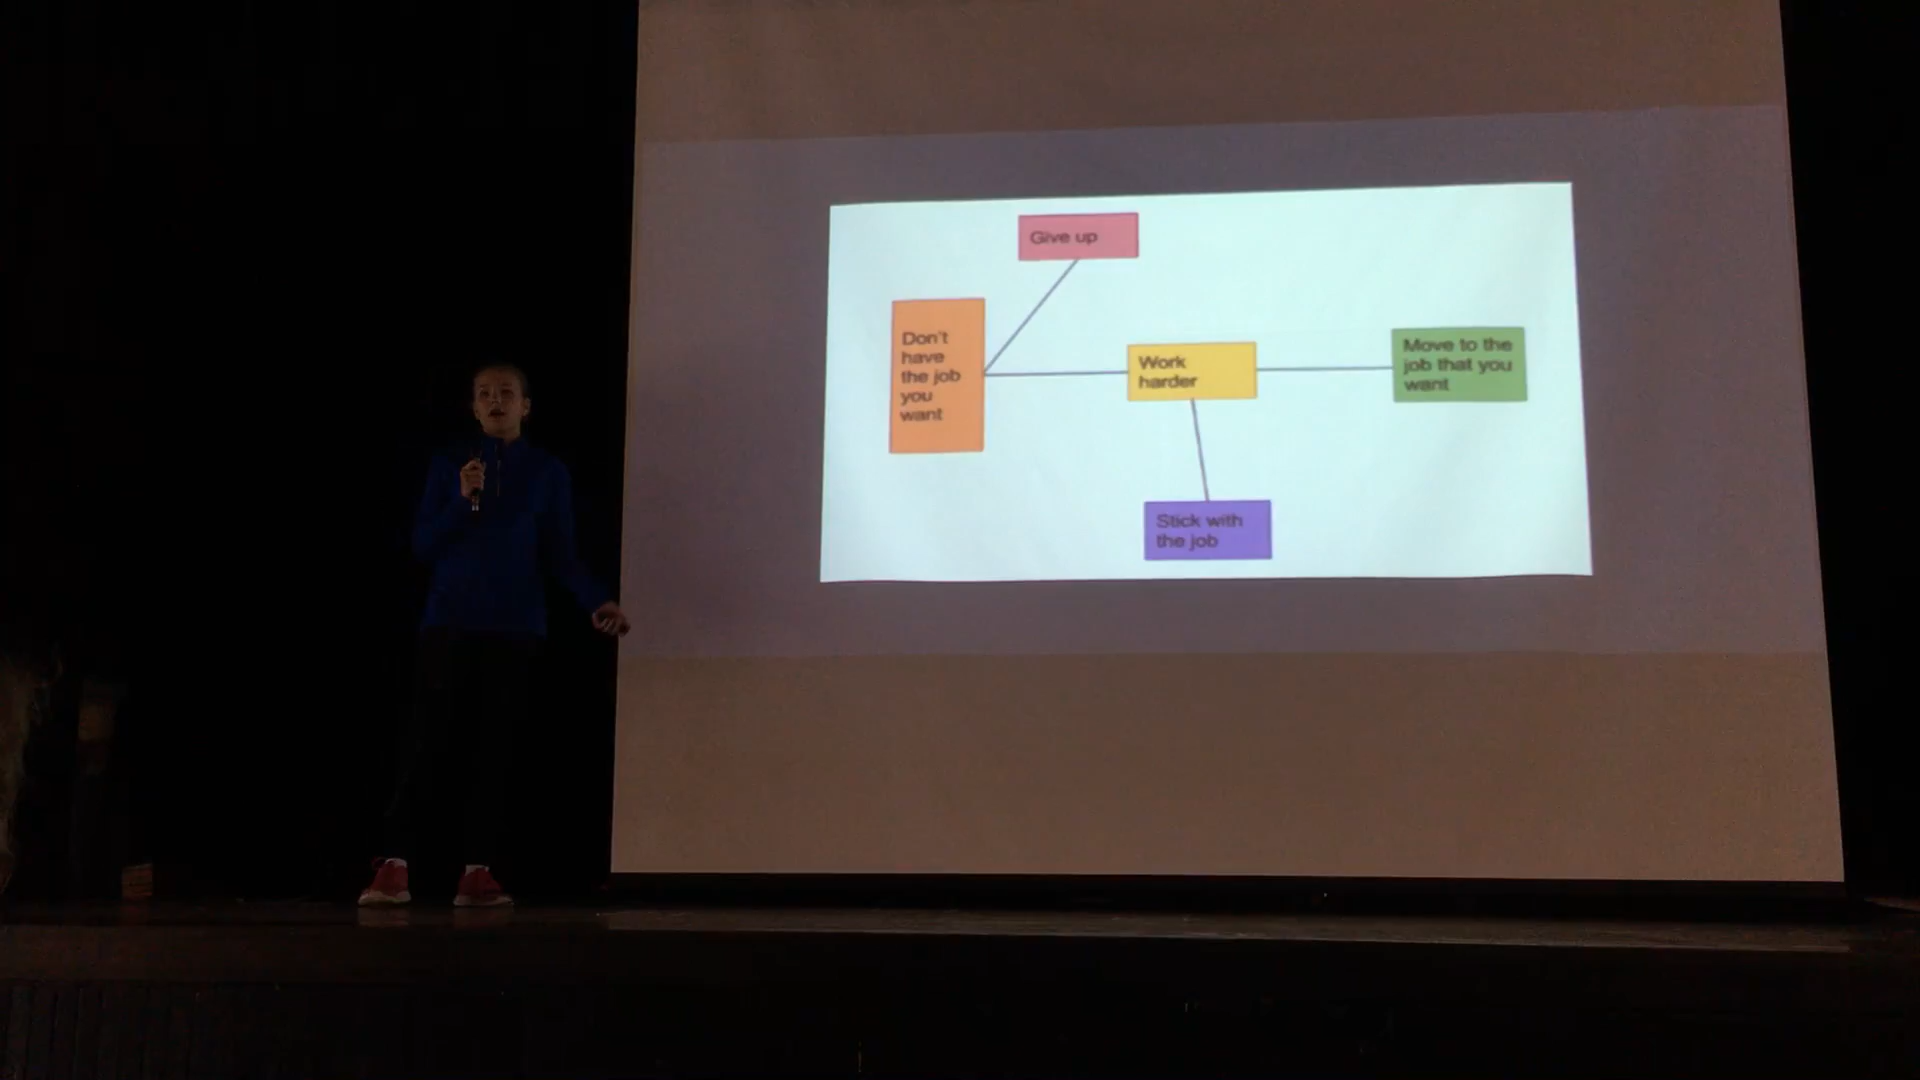 Give up
Don't
have
the job
you
want
Work
harder
Move to the
job that you
want
Stick with
the job